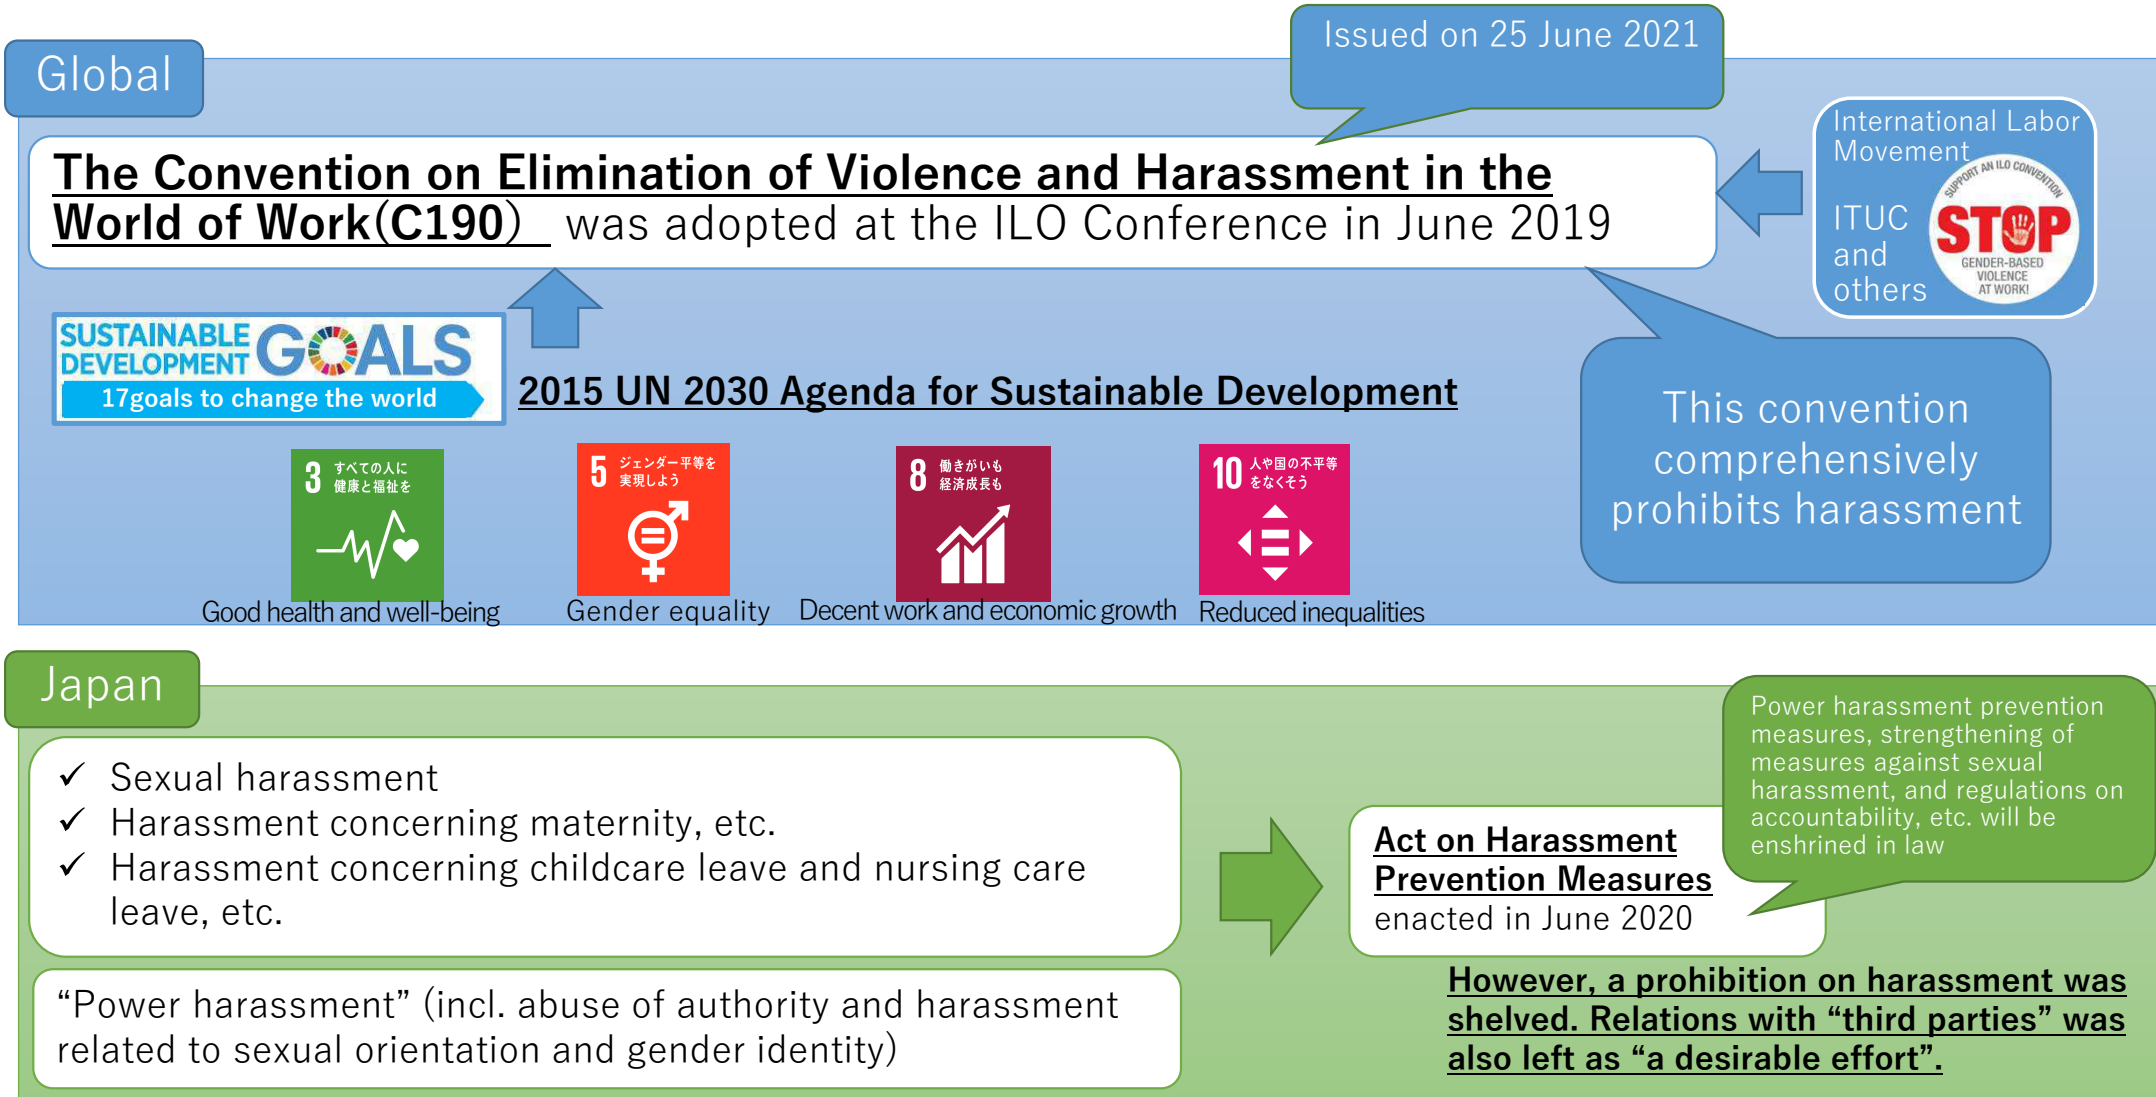 Issued on 25 June 2021
Global
The Convention on Elimination of Violence and Harassment in the
World of Work(C190) was adopted at the ILO Conference in June 2019
International Labor
Movement
ITUC
and
others
SUPPORT AN ILO CONVENTION
STOP
GENDER-BASED
VIOLENCE
AT WORK!
SUSTAINABLE
DEVELOPMENT
GOALS
17goals to change the world
2015 UN 2030 Agenda for Sustainable Development
This convention
comprehensively
prohibits harassment
3 すべての人に
健康と福祉を
Good health and well-being
5 ジェンダー平等を
実現しよう
Gender equality
8 働きがいも
経済成長も
Decent work and economic growth
10 人や国の不平等
をなくそう
Reduced inequalities
Japan
✓ Sexual harassment
✓ Harassment concerning maternity, etc.
✓ Harassment concerning childcare leave and nursing care
leave, etc.
“Power harassment” (incl. abuse of authority and harassment
related to sexual orientation and gender identity)
Act on Harassment
Prevention Measures
enacted in June 2020
Power harassment prevention
measures, strengthening of
measures against sexual
harassment, and regulations on
accountability, etc. will be
enshrined in law
However, a prohibition on harassment was
shelved. Relations with “third parties” was
also left as “a desirable effort”.